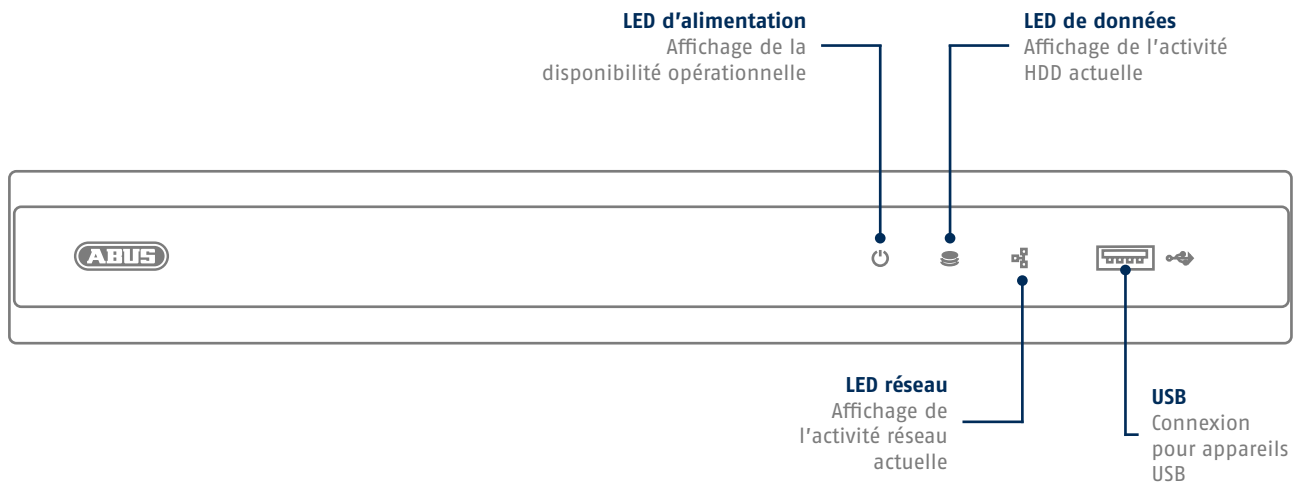 LED d'alimentation
Affichage de la
disponibilité opérationnelle
LED de données
Affichage de l'activité
HDD actuelle
ABUS
LED réseau
Affichage de
l'activité réseau
actuelle
USB
Connexion
pour appareils
USB